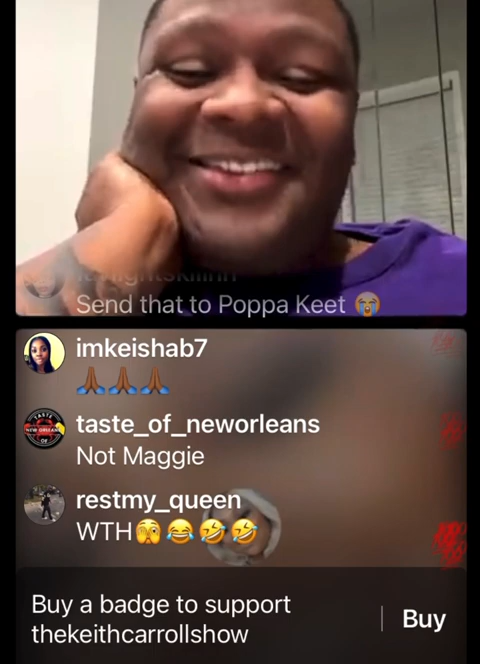 Send that to Poppa Keet 😭
imkeishab7
🙏🏾🙏🏾🙏🏾
taste_of_neworleans
Not Maggie
restmy_queen
WTH🫣😂🤣🤣
Buy a badge to support
thekeithcarrollshow
Buy